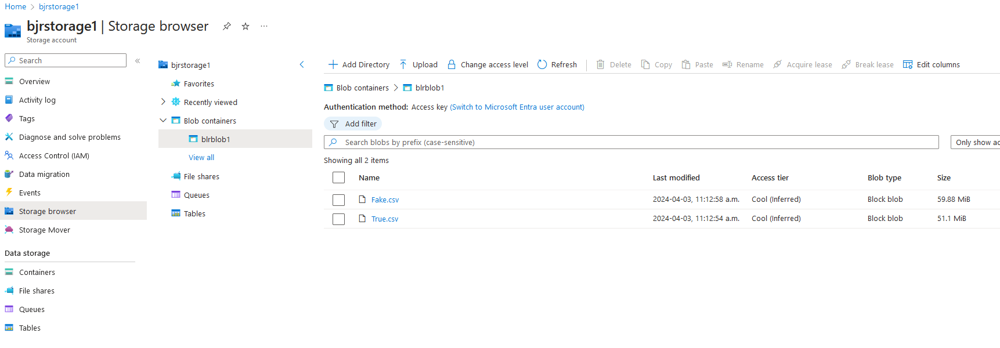 Home > bjrstorage1
bjrstorage1 | Storage browser
Storage account
Search
Overview
Activity log
Tags
Diagnose and solve problems
Access Control (IAM)
Data migration
Events
Storage browser
Storage Mover
Data storage
Containers
File shares
Queues
Tables
bjrstorage1
Favorites
Recently viewed
Blob containers
blrblob1
View all
File shares
Queues
Tables
Add Directory Upload Change access level Refresh Delete Copy Paste Rename Acquire lease Break lease Edit columns
Blob containers > blrblob1
Authentication method: Access key (Switch to Microsoft Entra user account)
Add filter
Search blobs by prefix (case-sensitive) Only show ac
Showing all 2 items
Name Last modified Access tier Blob type Size
Fake.csv 2024-04-03, 11:12:58 a.m. Cool (Inferred) Block blob 59.88 MiB
True.csv 2024-04-03, 11:12:54 a.m. Cool (Inferred) Block blob 51.1 MiB